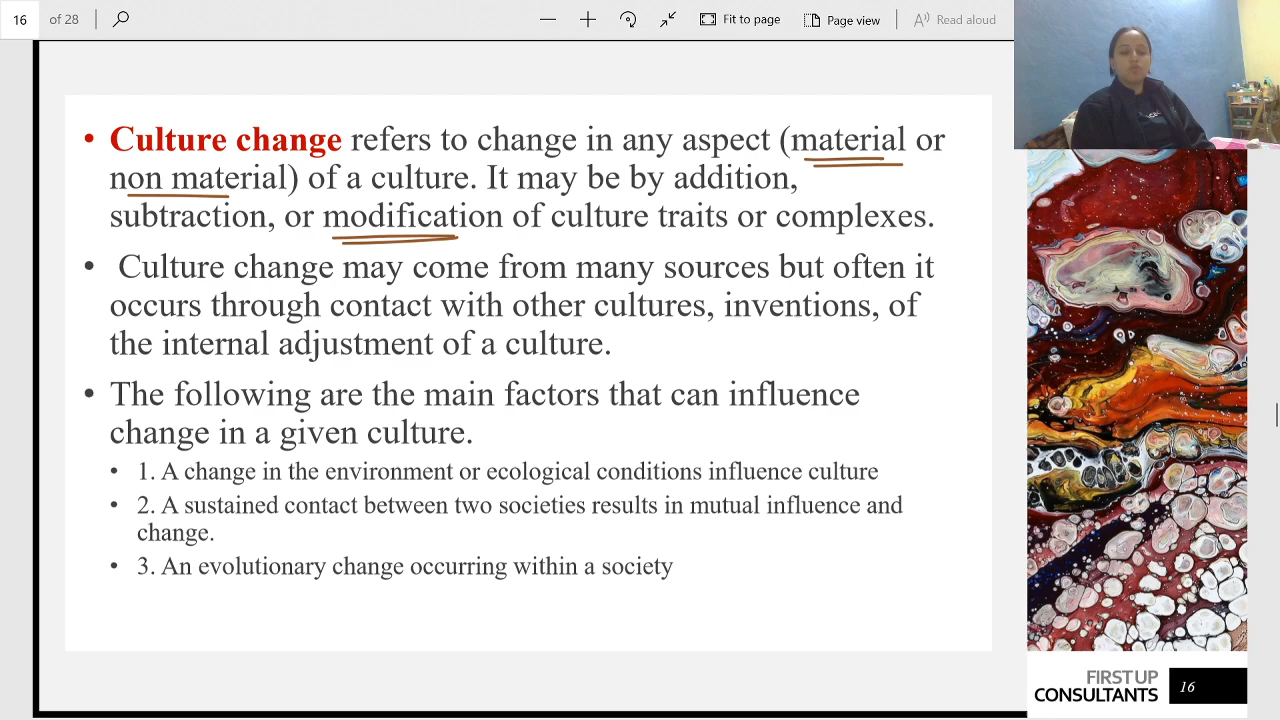 16 of 28 Fit to page Page view Read aloud
• Culture change refers to change in any aspect (material or
non material) of a culture. It may be by addition,
subtraction, or modification of culture traits or complexes.
• Culture change may come from many sources but often it
occurs through contact with other cultures, inventions, of
the internal adjustment of a culture.
• The following are the main factors that can influence
change in a given culture.
• 1. A change in the environment or ecological conditions influence culture
• 2. A sustained contact between two societies results in mutual influence and
change.
• 3. An evolutionary change occurring within a society
FIRST UP
CONSULTANTS
16